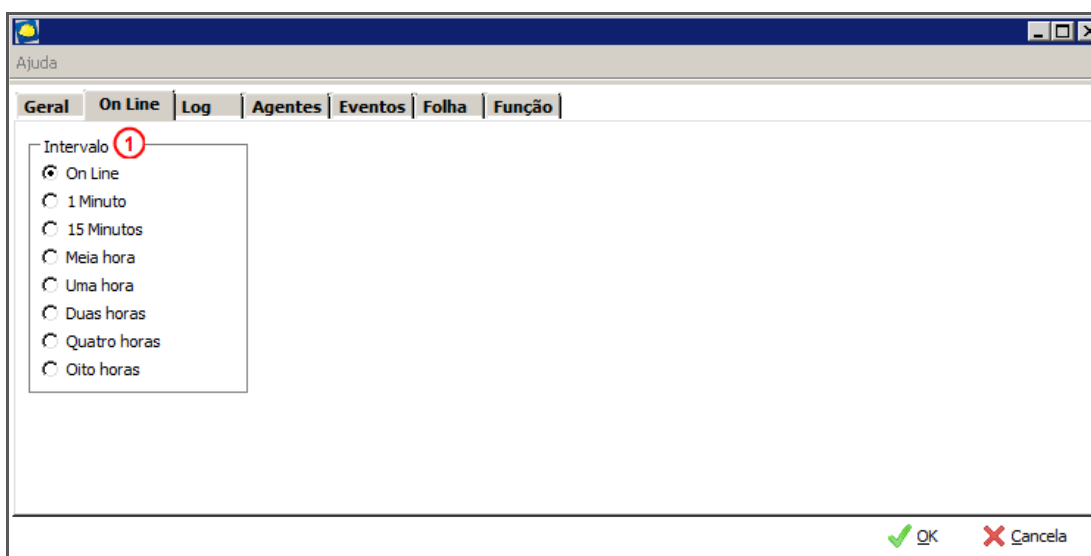 Ajuda
Geral On Line Log Agentes Eventos Folha Função
Intervalo 1
On Line
1 Minuto
15 Minutos
Meia hora
Uma hora
Duas horas
Quatro horas
Oito horas
OK Cancela